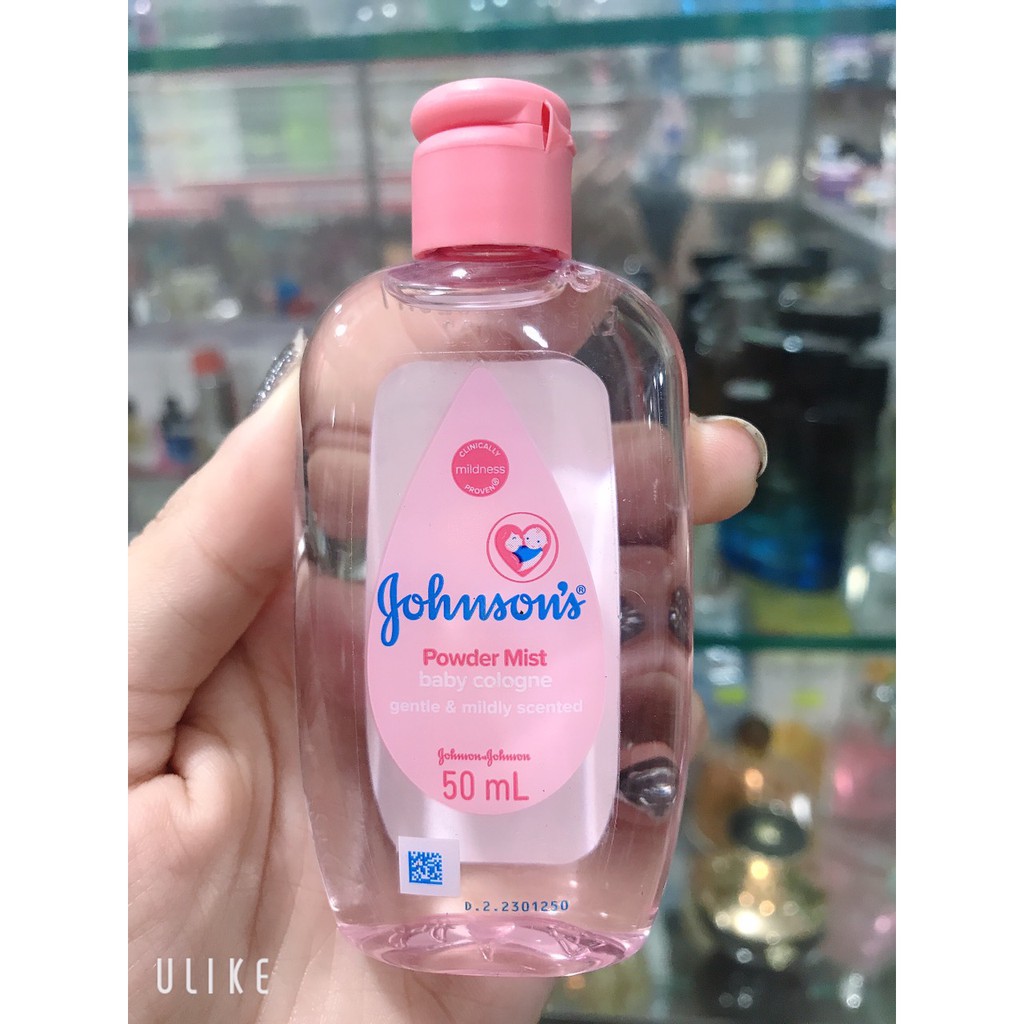 CLINICALLY
mildness
PROVEN®
Johnson's®
Powder Mist
baby cologne
gentle & mildly scented
Johnson & Johnson
50 mL
D.2.2301250
ULIKE